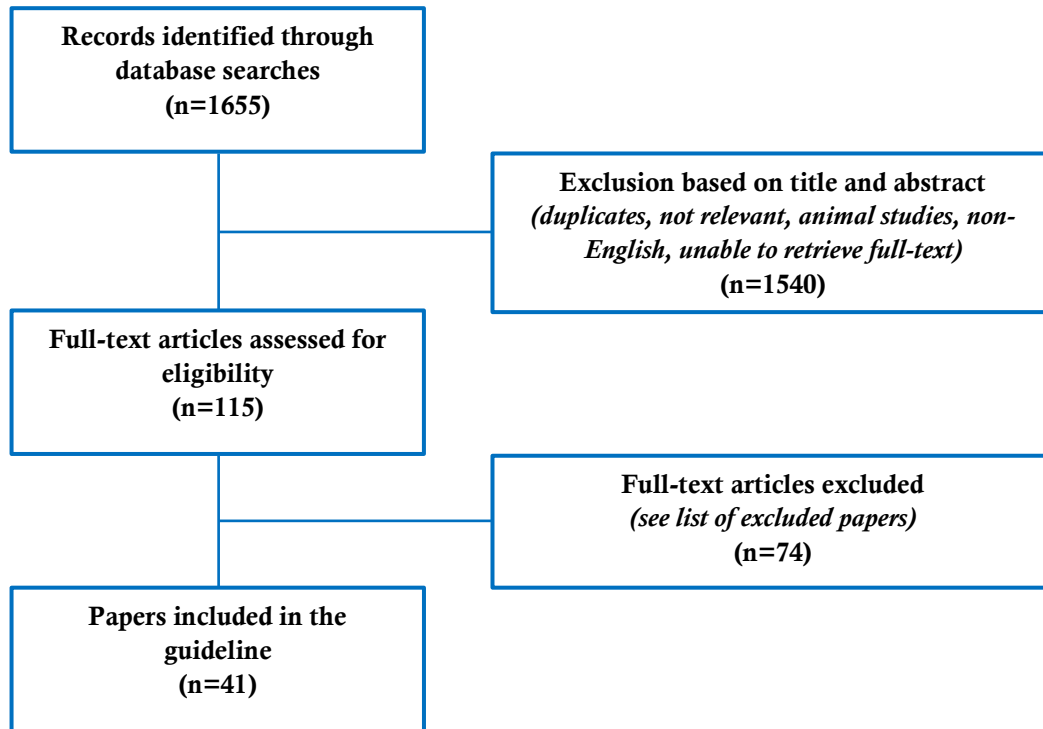 Records identified through
database searches
(n=1655)
Exclusion based on title and abstract
(duplicates, not relevant, animal studies, non-
English, unable to retrieve full-text)
(n=1540)
Full-text articles assessed for
eligibility
(n=115)
Full-text articles excluded
(see list of excluded papers)
(n=74)
Papers included in the
guideline
(n=41)